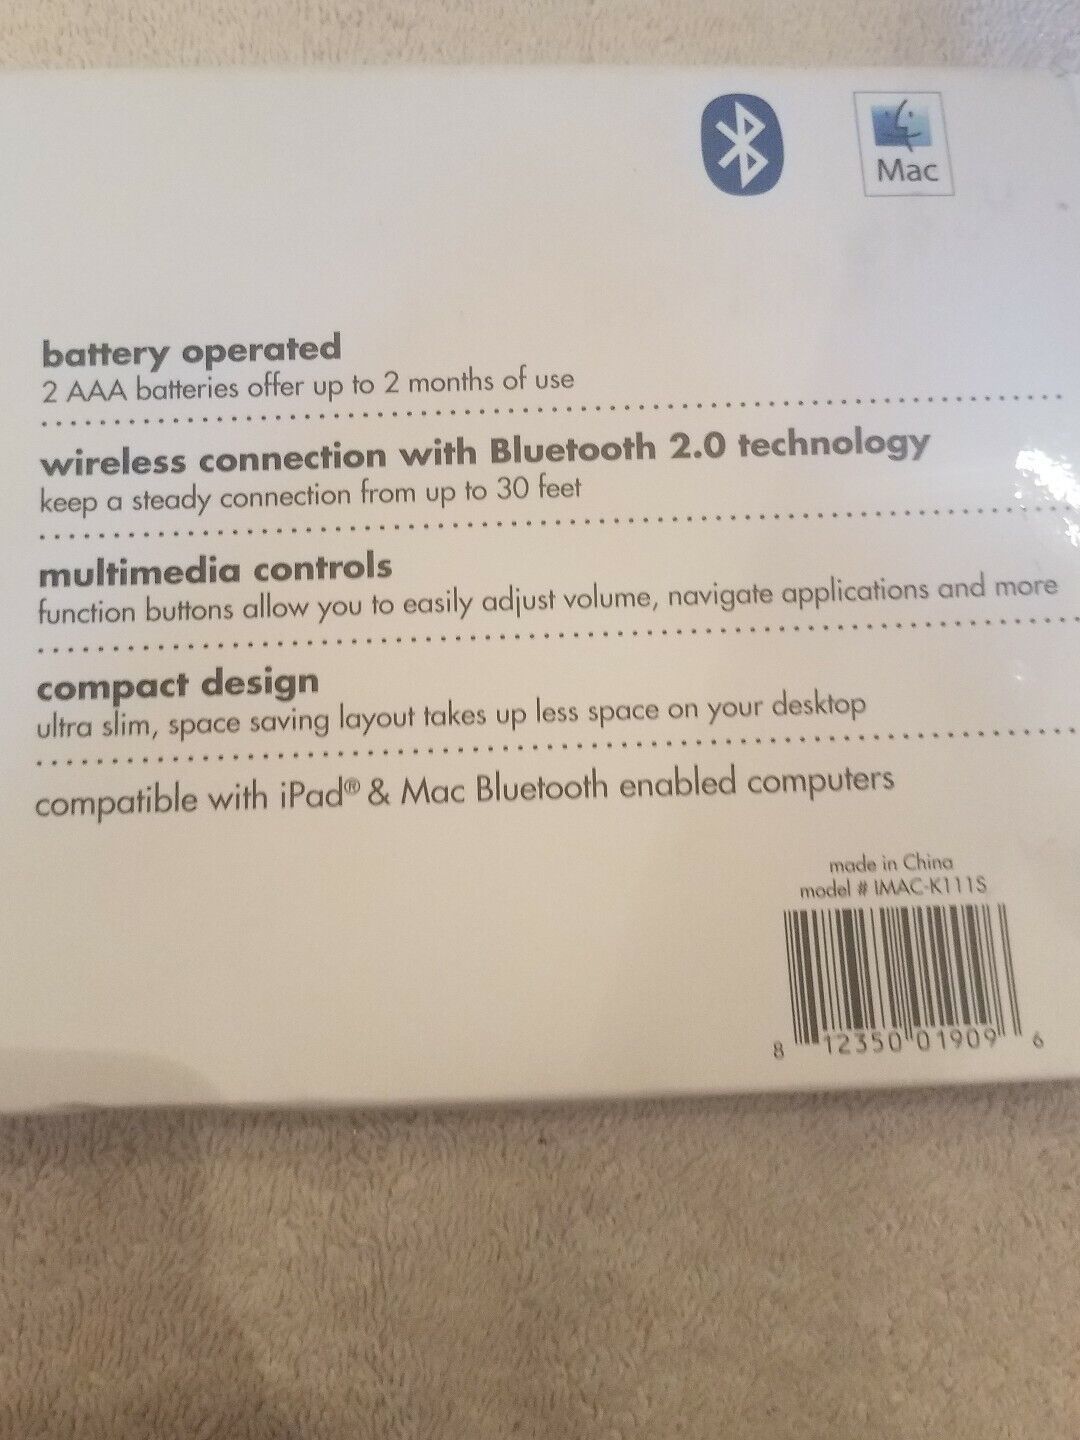 Mac
battery operated
2 AAA batteries offer up to 2 months of use
wireless connection with Bluetooth 2.0 technology
keep a steady connection from up to 30 feet
multimedia controls
function buttons allow you to easily adjust volume, navigate applications and more
compact design
ultra slim, space saving layout takes up less space on your desktop
compatible with iPad® & Mac Bluetooth enabled computers
made in China
model # IMAC-K111S
8 12350 01909 6